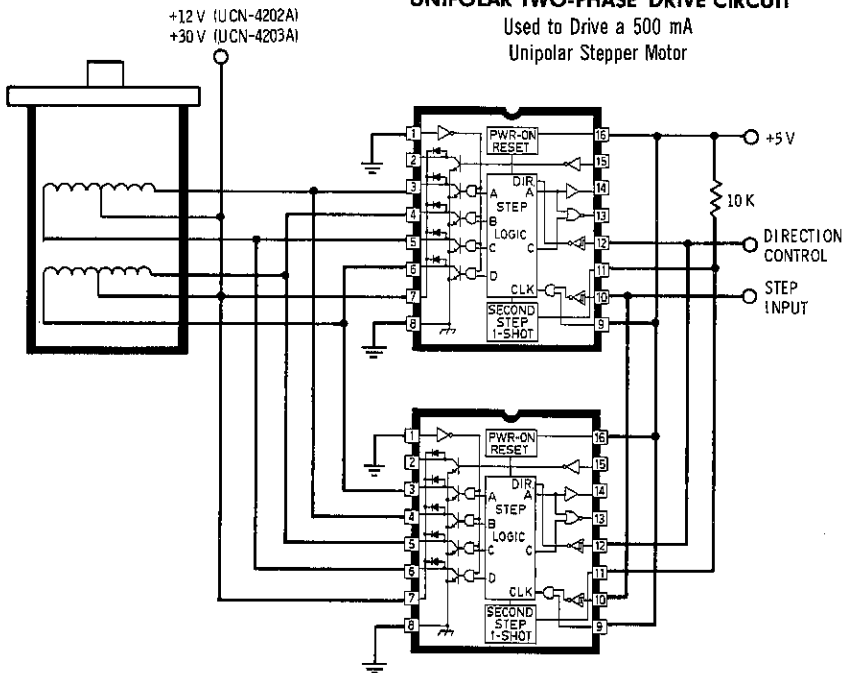 UNIPOLAR TWO-PHASE DRIVE CIRCUIT
Used to Drive a 500 mA
Unipolar Stepper Motor
+12 V (UCN-4202A)
+30 V (UCN-4203A)
+5 V
10 K
DIRECTION
CONTROL
STEP
INPUT
1
2
3
4
5
6
7
8
16
15
14
13
12
11
10
9
PWR-ON
RESET
DIR
A
A
STEP
B
LOGIC
C
C
D
CLK
SECOND
STEP
1-SHOT
1
2
3
4
5
6
7
8
16
15
14
13
12
11
10
9
PWR-ON
RESET
DIR
A
A
STEP
B
LOGIC
C
C
D
CLK
SECOND
STEP
1-SHOT